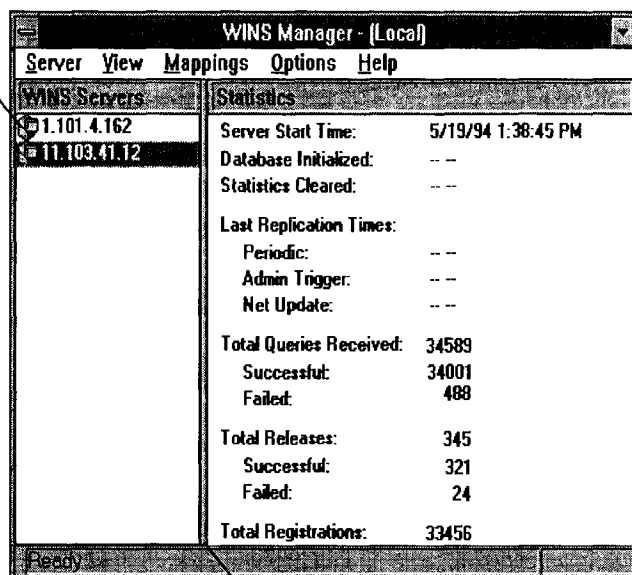 WINS Manager - (Local)
Server View Mappings Options Help
WINS Servers
1.101.4.162
11.103.41.12
Statistics
Server Start Time: 5/19/94 1:38:45 PM
Database Initialized: -- --
Statistics Cleared: -- --
Last Replication Times:
Periodic: -- --
Admin Trigger: -- --
Net Update: -- --
Total Queries Received: 34589
Successful: 34001
Failed: 488
Total Releases: 345
Successful: 321
Failed: 24
Total Registrations: 33456
Ready